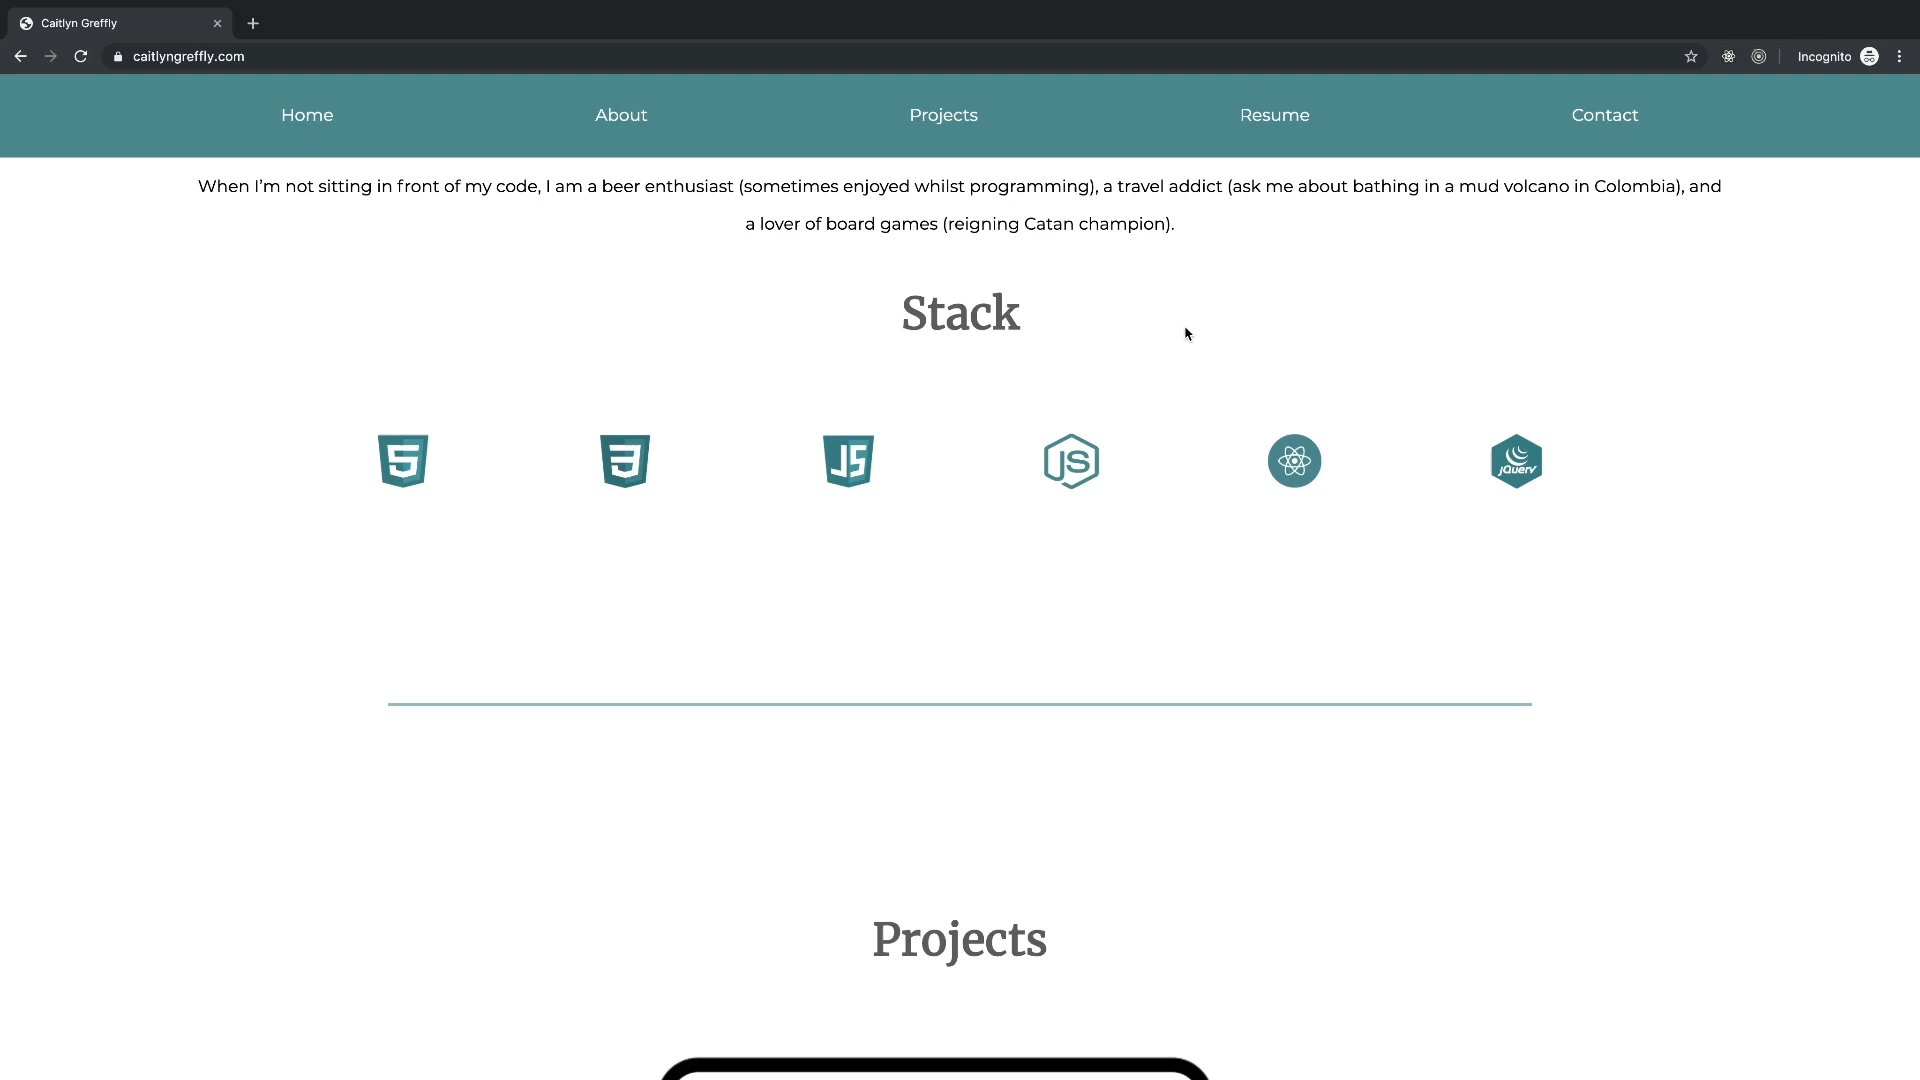 Caitlyn Greffly
caitlyngreffly.com
Incognito
Home About Projects Resume Contact
When I'm not sitting in front of my code, I am a beer enthusiast (sometimes enjoyed whilst programming), a travel addict (ask me about bathing in a mud volcano in Colombia), and
a lover of board games (reigning Catan champion).
Stack
5 3 JS JS jQuery
Projects